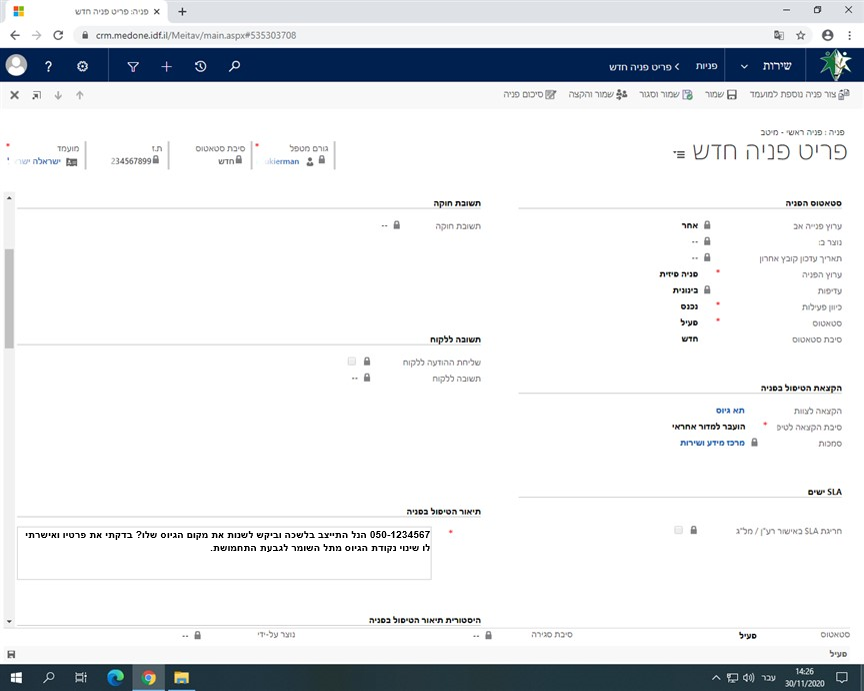 פניה: פריט פניה חדש
crm.medone.idf.il/Meitav/main.aspx#535303708
שירות
פניות
פריט פניה חדש
צור פניה נוספת למועמד
שמור
שמור וסגור
שמור והקצה
סיכום פניה
פניה : פניה ראשי - מיטב
פריט פניה חדש
גורם מטפל
ukierman
סיבת סטאטוס
חדש
ת.ז
234567899
מועמד
ישראלה ישר
סטאטוס הפניה
ערוץ פנייה אב
אחר
נוצר ב:
--
תאריך עדכון קובץ אחרון
--
ערוץ הפניה
* פניה פיזית
עדיפות
בינונית
כיוון פעילות
* נכנס
סטאטוס
* פעיל
סיבת סטאטוס
חדש
הקצאת הטיפול בפניה
הקצאה לצוות
תא גיוס
סיבת הקצאה לטיפ
* הועבר למדור אחראי
סמכות
מרכז מידע ושירות
SLA ישים
חריגת SLA באישור רע"ן / מל"ג
תשובת חוקה
תשובת חוקה
--
תשובה ללקוח
שליחת ההודעה ללקוח
תשובה ללקוח
--
תיאור הטיפול בפניה
*
050-1234567 הנל התייצב בלשכה וביקש לשנות את מקום הגיוס שלו? בדקתי את פרטיו ואישרתי
לו שינוי נקודת הגיוס מתל השומר לגבעת התחמושת.
היסטורית תיאור הטיפול בפניה
סטאטוס
פעיל
סיבת סגירה
--
נוצר על-ידי
--
פעיל
עבר
14:26
30/11/2020